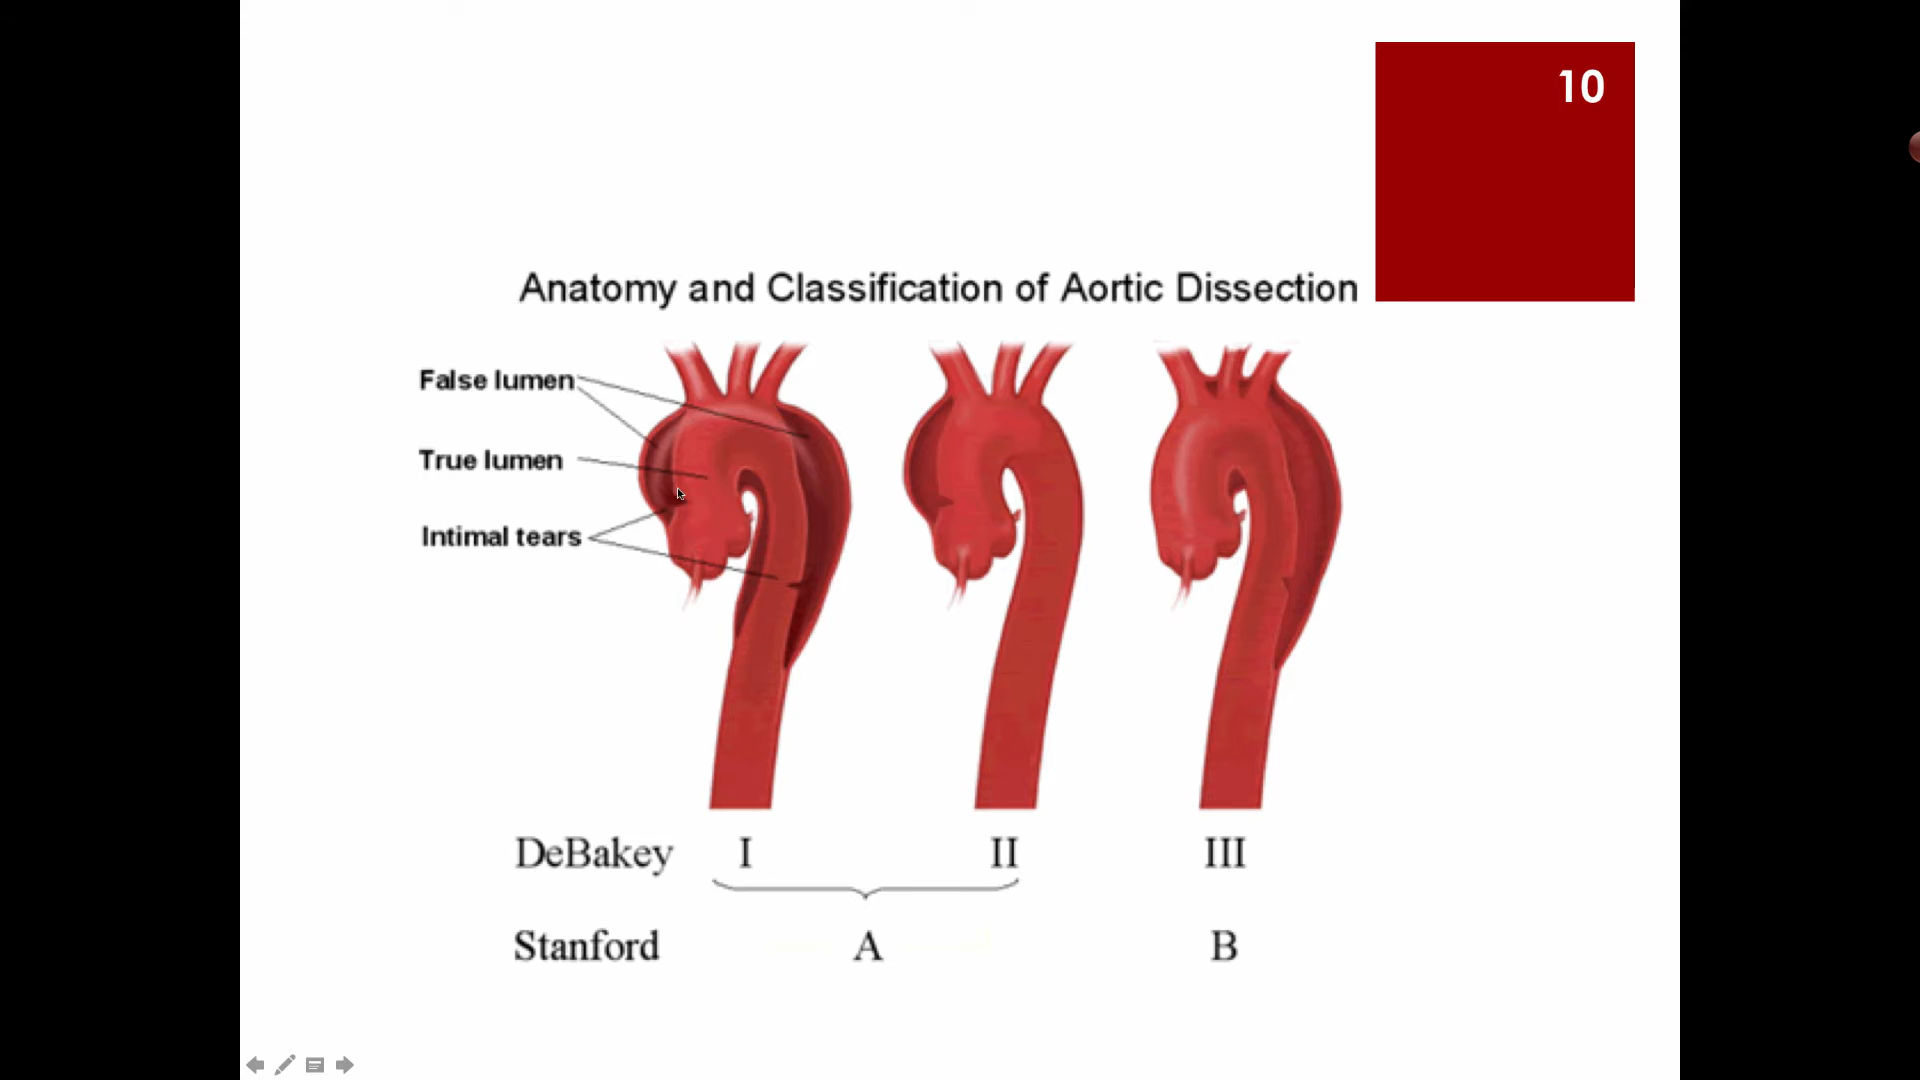 10
Anatomy and Classification of Aortic Dissection
False lumen
True lumen
Intimal tears
DeBakey I II III
Stanford A B